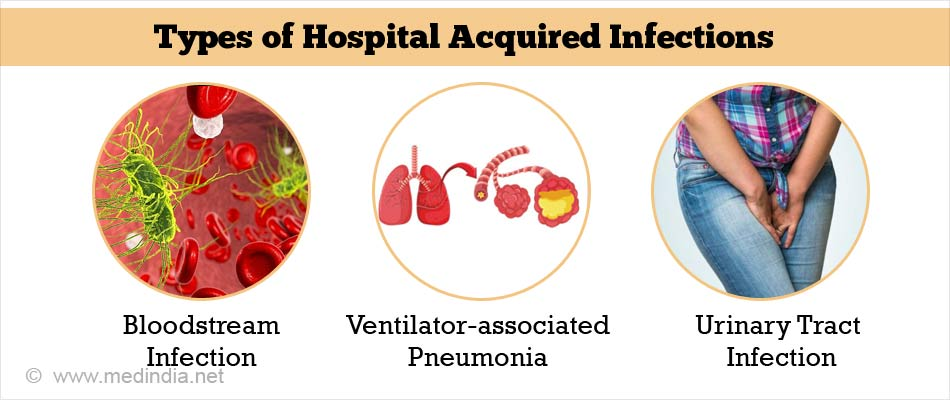 Types of Hospital Acquired Infections
Bloodstream
Infection
Ventilator-associated
Pneumonia
Urinary Tract
Infection
© www.medindia.net